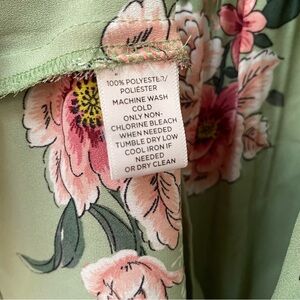 100% POLYESTER/
POLIÉSTER
MACHINE WASH
COLD
ONLY NON-
CHLORINE BLEACH
WHEN NEEDED
TUMBLE DRY LOW
COOL IRON IF
NEEDED
OR DRY CLEAN